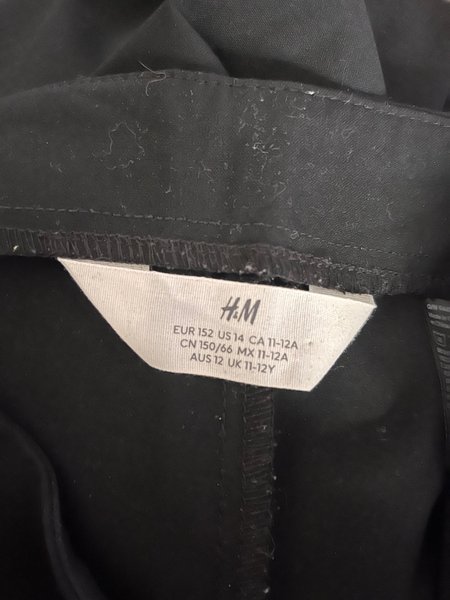 H&M
EUR 152 US 14 CA 11-12A
CN 150/66 MX 11-12A
AUS 12 UK 11-12Y